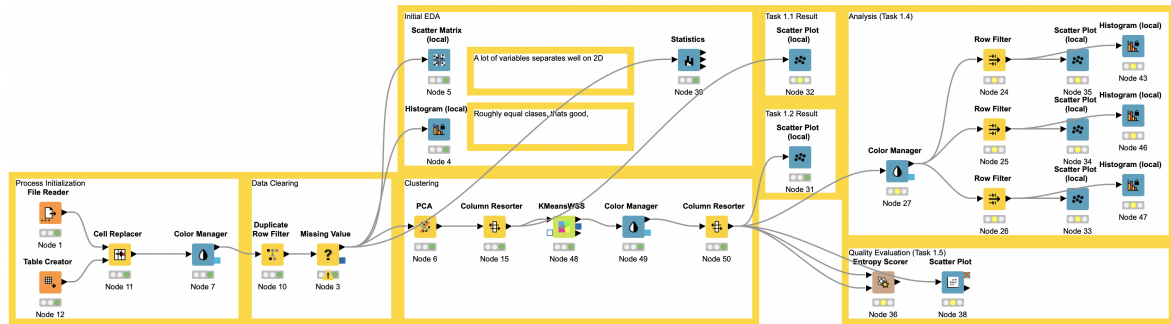 Initial EDA
Scatter Matrix
(local)
Node 5
A lot of variables separates well on 2D
Statistics
Node 39
Histogram (local)
Node 4
Roughly equal clases, thats good,
Task 1.1 Result
Scatter Plot
(local)
Node 32
Task 1.2 Result
Scatter Plot
(local)
Node 31
Analysis (Task 1.4)
Color Manager
Node 27
Row Filter
Node 24
Scatter Plot
(local)
Node 35
Histogram (local)
Node 43
Row Filter
Node 25
Scatter Plot
(local)
Node 34
Histogram (local)
Node 46
Row Filter
Node 26
Scatter Plot
(local)
Node 33
Histogram (local)
Node 47
Process Initialization
File Reader
Node 1
Table Creator
Node 12
Cell Replacer
Node 11
Color Manager
Node 7
Data Clearing
Duplicate
Row Filter
Node 10
Missing Value
?
Node 3
Clustering
PCA
Node 6
Column Resorter
Node 15
KMeansWSS
Node 48
Color Manager
Node 49
Column Resorter
Node 50
Quality Evaluation (Task 1.5)
Entropy Scorer
Node 36
Scatter Plot
Node 38